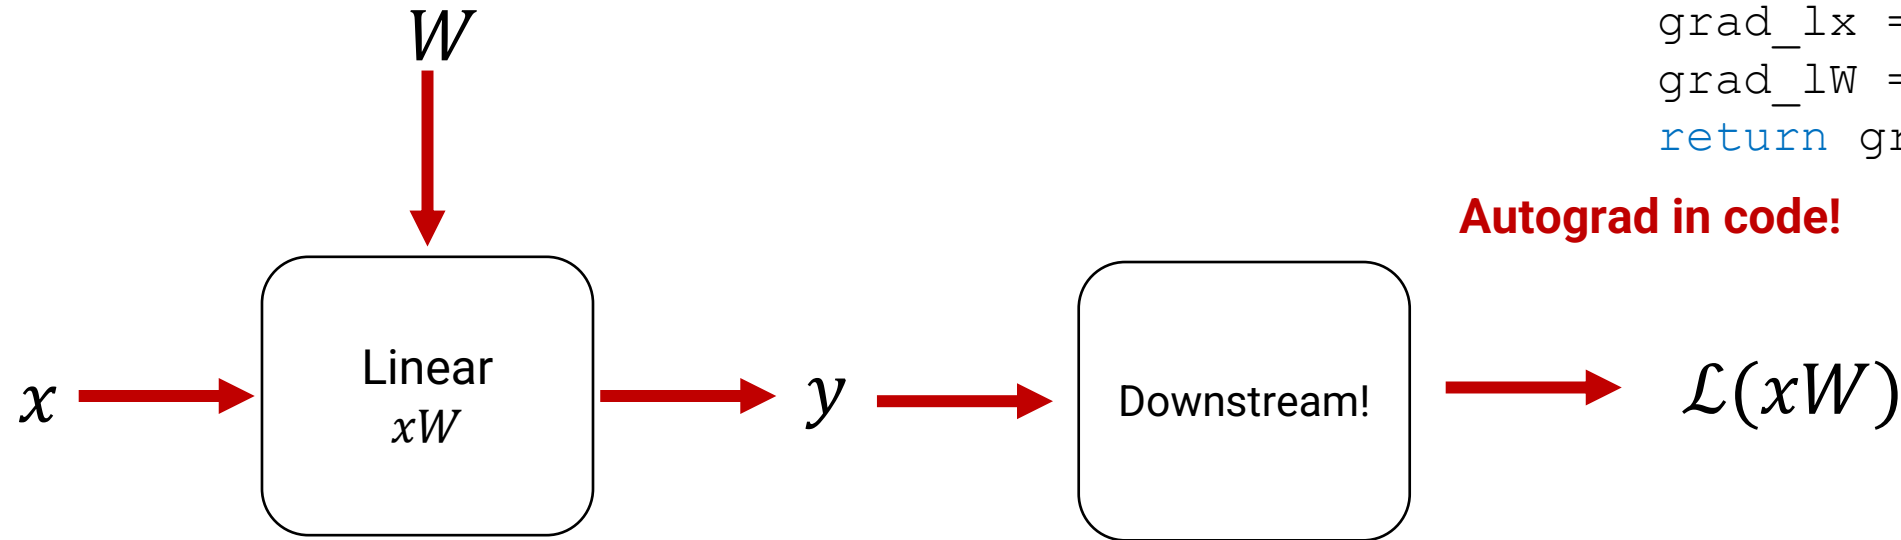 grad_lx =
grad_lW =
return gr
Autograd in code!
W
x
Linear
xW
y
Downstream!
ℒ(xW)